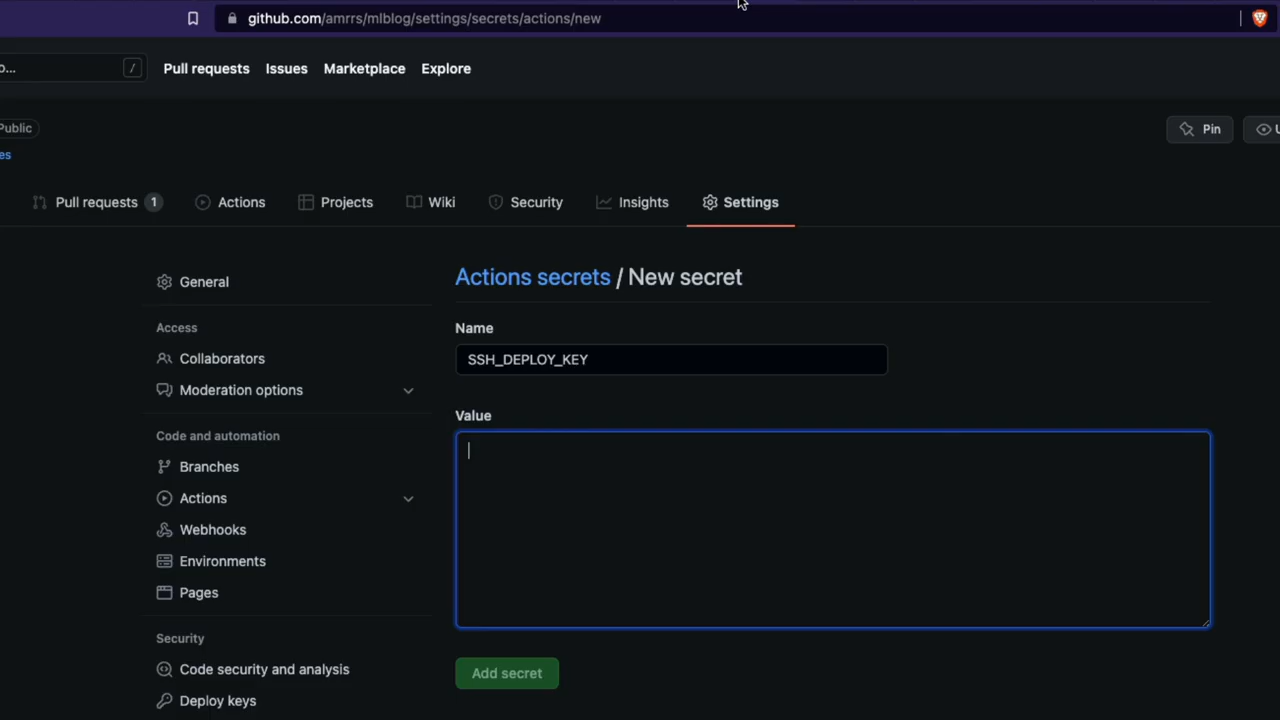 github.com/amrrs/mlblog/settings/secrets/actions/new
o... / Pull requests Issues Marketplace Explore
Public
Pin
es
Pull requests 1 Actions Projects Wiki Security Insights Settings
General
Access
Collaborators
Moderation options
Code and automation
Branches
Actions
Webhooks
Environments
Pages
Security
Code security and analysis
Deploy keys
Actions secrets / New secret
Name
SSH_DEPLOY_KEY
Value
Add secret